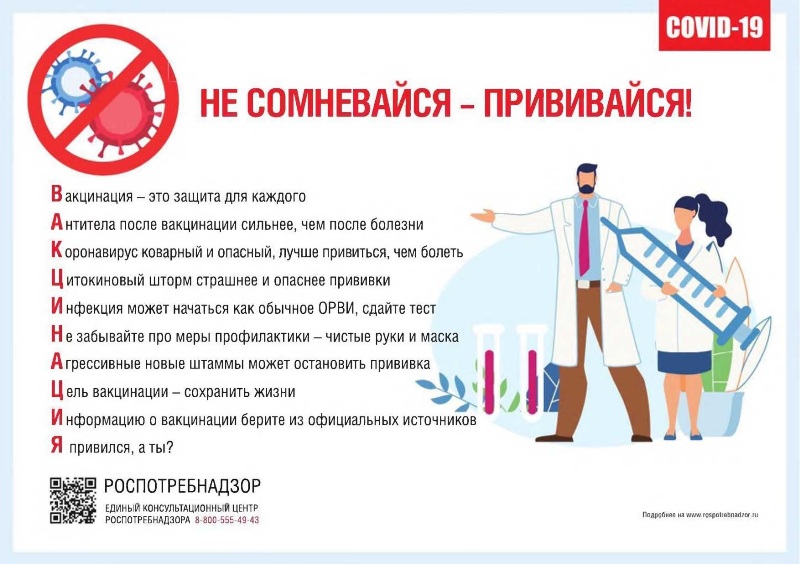 COVID-19
НЕ СОМНЕВАЙСЯ – ПРИВИВАЙСЯ!
Вакцинация – это защита для каждого
Антитела после вакцинации сильнее, чем после болезни
Коронавирус коварный и опасный, лучше привиться, чем болеть
Цитокиновый шторм страшнее и опаснее прививки
Инфекция может начаться как обычное ОРВИ, сдайте тест
Не забывайте про меры профилактики – чистые руки и маска
Агрессивные новые штаммы может остановить прививка
Цель вакцинации – сохранить жизни
Информацию о вакцинации берите из официальных источников
Я привился, а ты?
РОСПОТРЕБНАДЗОР
ЕДИНЫЙ КОНСУЛЬТАЦИОННЫЙ ЦЕНТР
РОСПОТРЕБНАДЗОРА 8-800-555-49-43
Подробнее на www.rospotrebnadzor.ru